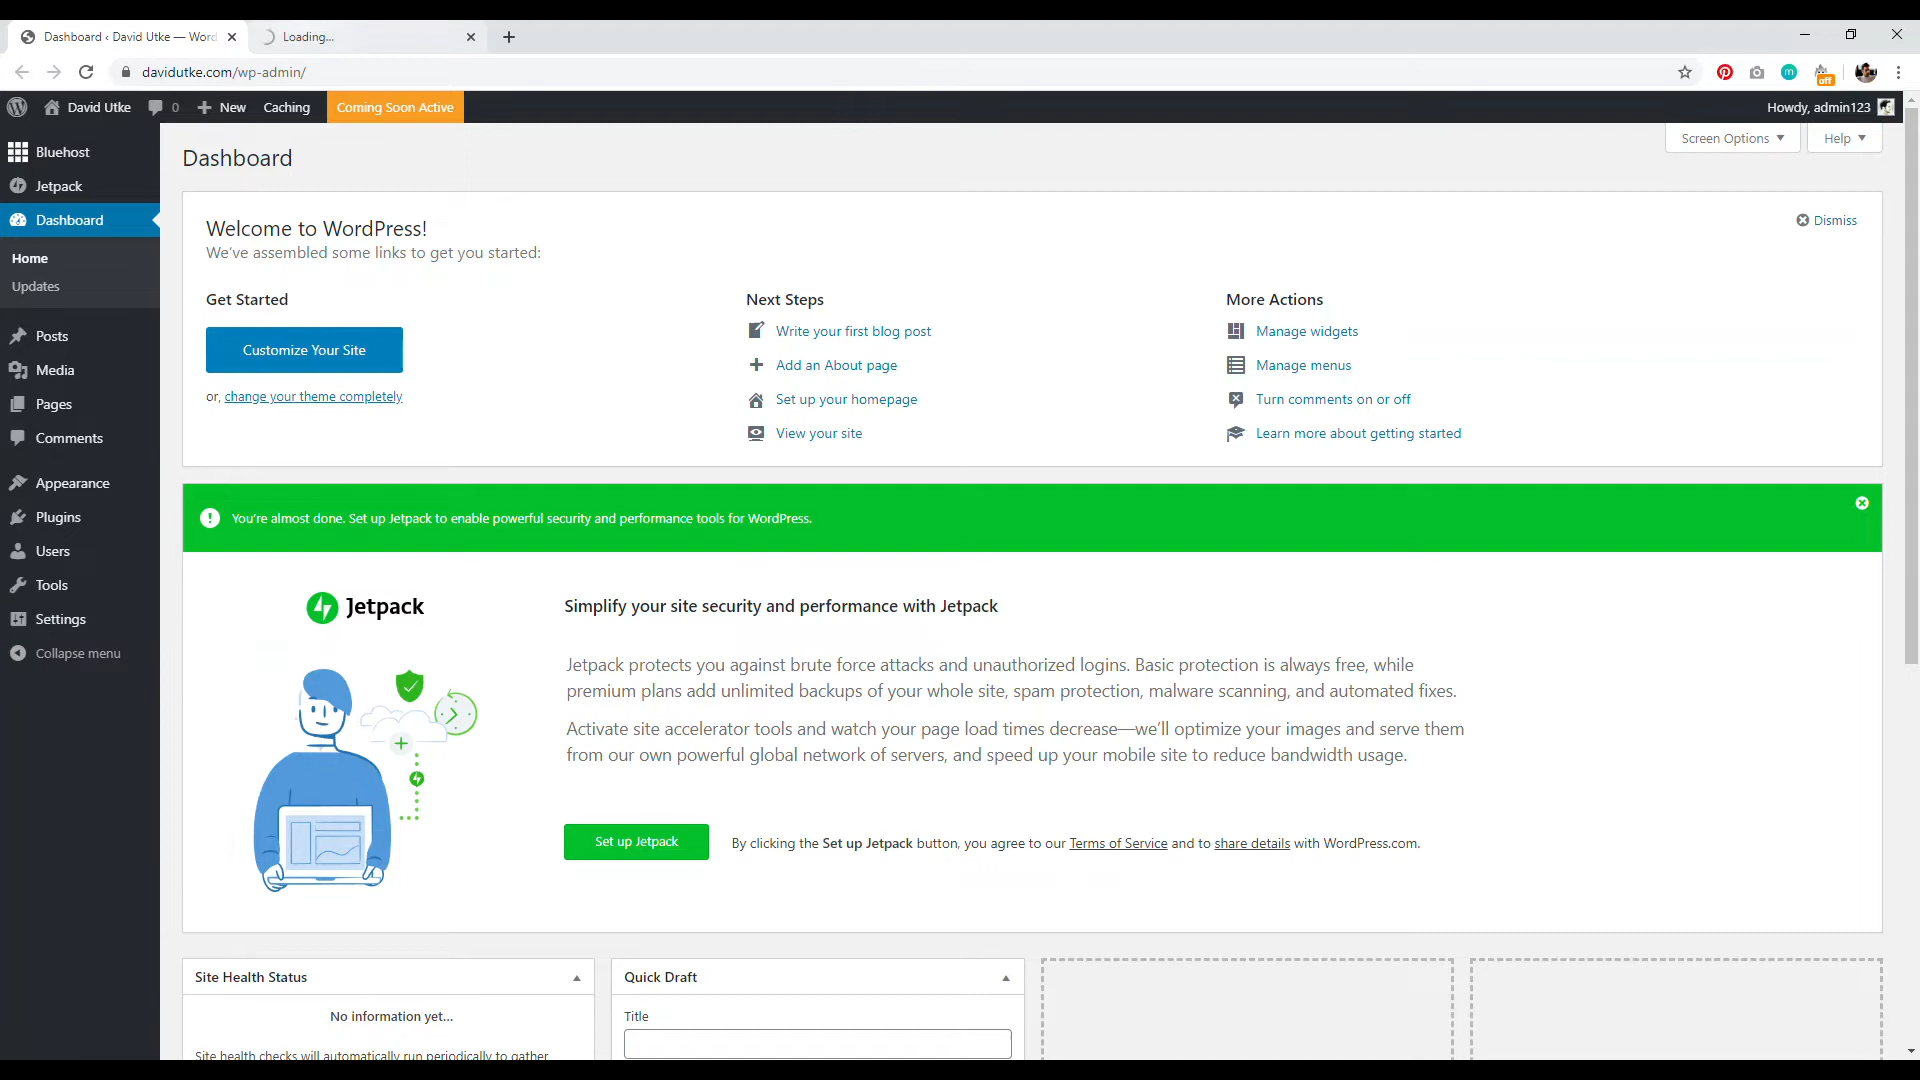 Dashboard ‹ David Utke — Word
Loading...
davidutke.com/wp-admin/
off
David Utke
0
New
Caching
Coming Soon Active
Howdy, admin123
Bluehost
Jetpack
Dashboard
Home
Updates
Posts
Media
Pages
Comments
Appearance
Plugins
Users
Tools
Settings
Collapse menu
Dashboard
Screen Options
Help
Welcome to WordPress!
We've assembled some links to get you started:
Dismiss
Get Started
Customize Your Site
or, change your theme completely
Next Steps
Write your first blog post
Add an About page
Set up your homepage
View your site
More Actions
Manage widgets
Manage menus
Turn comments on or off
Learn more about getting started
You're almost done. Set up Jetpack to enable powerful security and performance tools for WordPress.
Jetpack
Simplify your site security and performance with Jetpack
Jetpack protects you against brute force attacks and unauthorized logins. Basic protection is always free, while
premium plans add unlimited backups of your whole site, spam protection, malware scanning, and automated fixes.
Activate site accelerator tools and watch your page load times decrease—we'll optimize your images and serve them
from our own powerful global network of servers, and speed up your mobile site to reduce bandwidth usage.
Set up Jetpack
By clicking the Set up Jetpack button, you agree to our Terms of Service and to share details with WordPress.com.
Site Health Status
No information yet...
Site health checks will automatically run periodically to gather
Quick Draft
Title